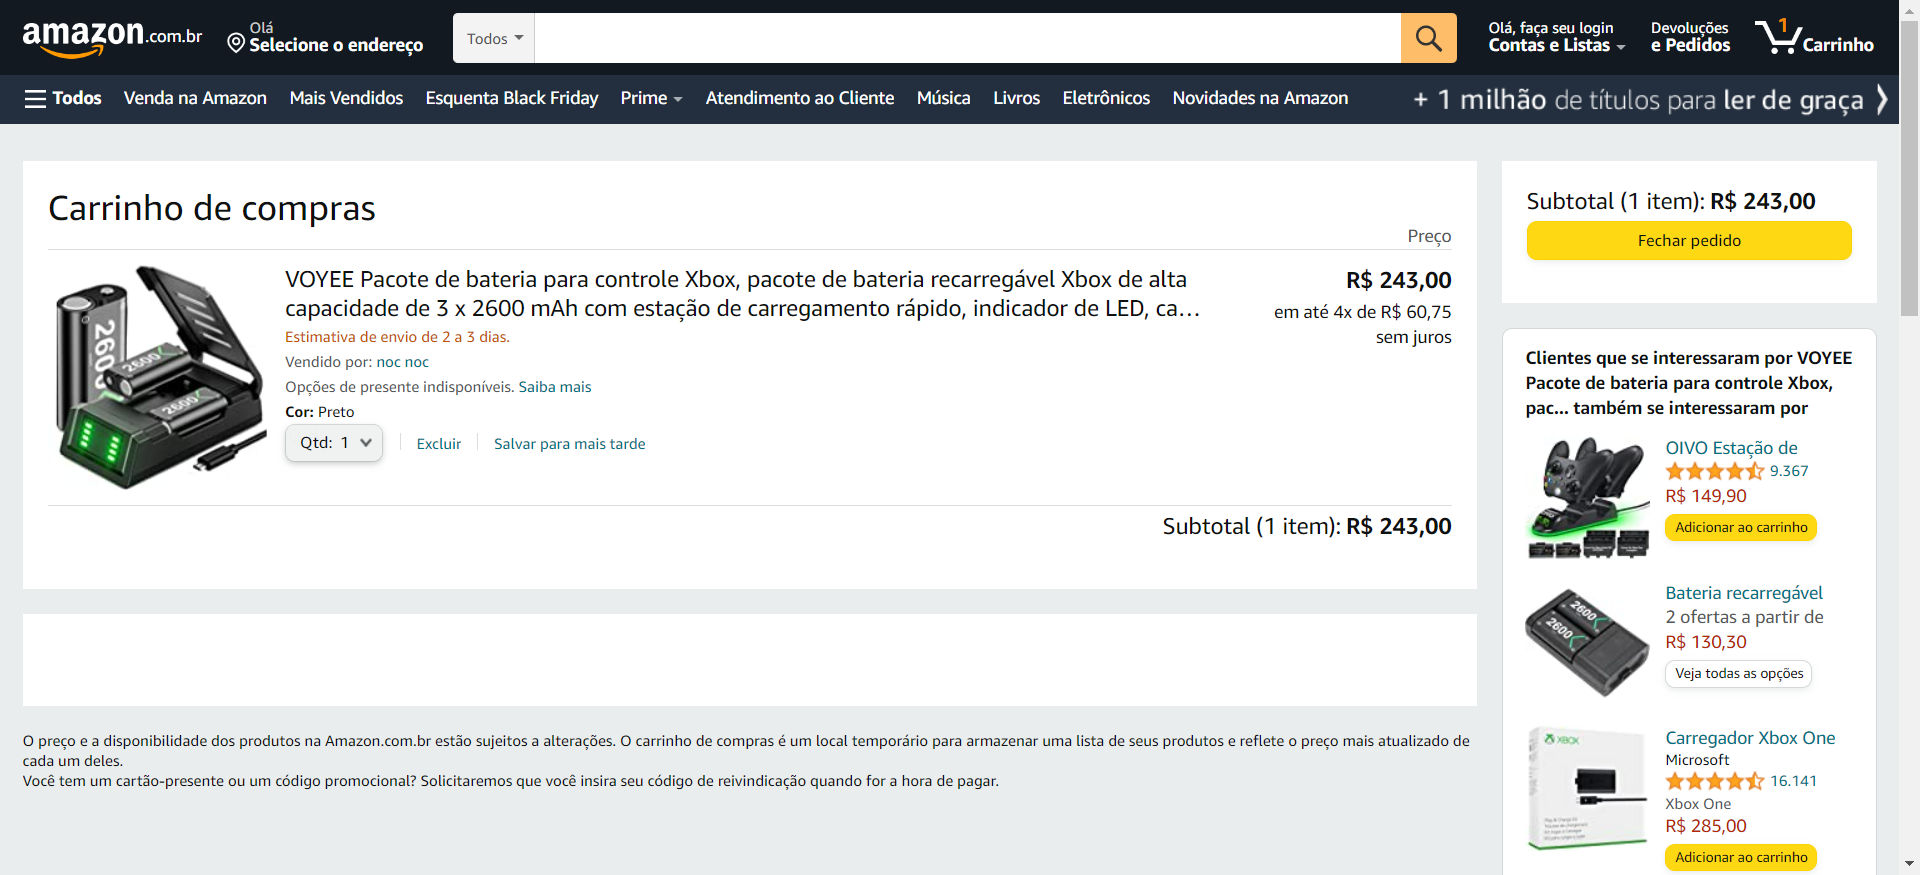 amazon.com.br
Olá
Selecione o endereço
Todos
Olá, faça seu login
Contas e Listas
Devoluções
e Pedidos
1
Carrinho
Todos
Venda na Amazon
Mais Vendidos
Esquenta Black Friday
Prime
Atendimento ao Cliente
Música
Livros
Eletrônicos
Novidades na Amazon
+ 1 milhão de títulos para ler de graça
Carrinho de compras
Preço
VOYEE Pacote de bateria para controle Xbox, pacote de bateria recarregável Xbox de alta
capacidade de 3 x 2600 mAh com estação de carregamento rápido, indicador de LED, ca…
Estimativa de envio de 2 a 3 dias.
Vendido por: noc noc
Opções de presente indisponíveis. Saiba mais
Cor: Preto
Qtd: 1
Excluir
Salvar para mais tarde
R$ 243,00
em até 4x de R$ 60,75
sem juros
2600
2600
2600
Subtotal (1 item): R$ 243,00
O preço e a disponibilidade dos produtos na Amazon.com.br estão sujeitos a alterações. O carrinho de compras é um local temporário para armazenar uma lista de seus produtos e reflete o preço mais atualizado de
cada um deles.
Você tem um cartão-presente ou um código promocional? Solicitaremos que você insira seu código de reivindicação quando for a hora de pagar.
Subtotal (1 item): R$ 243,00
Fechar pedido
Clientes que se interessaram por VOYEE
Pacote de bateria para controle Xbox,
pac... também se interessaram por
OIVO Estação de
9.367
R$ 149,90
Adicionar ao carrinho
2600
2600
Bateria recarregável
2 ofertas a partir de
R$ 130,30
Veja todas as opções
XBOX
Carregador Xbox One
Microsoft
16.141
Xbox One
R$ 285,00
Adicionar ao carrinho